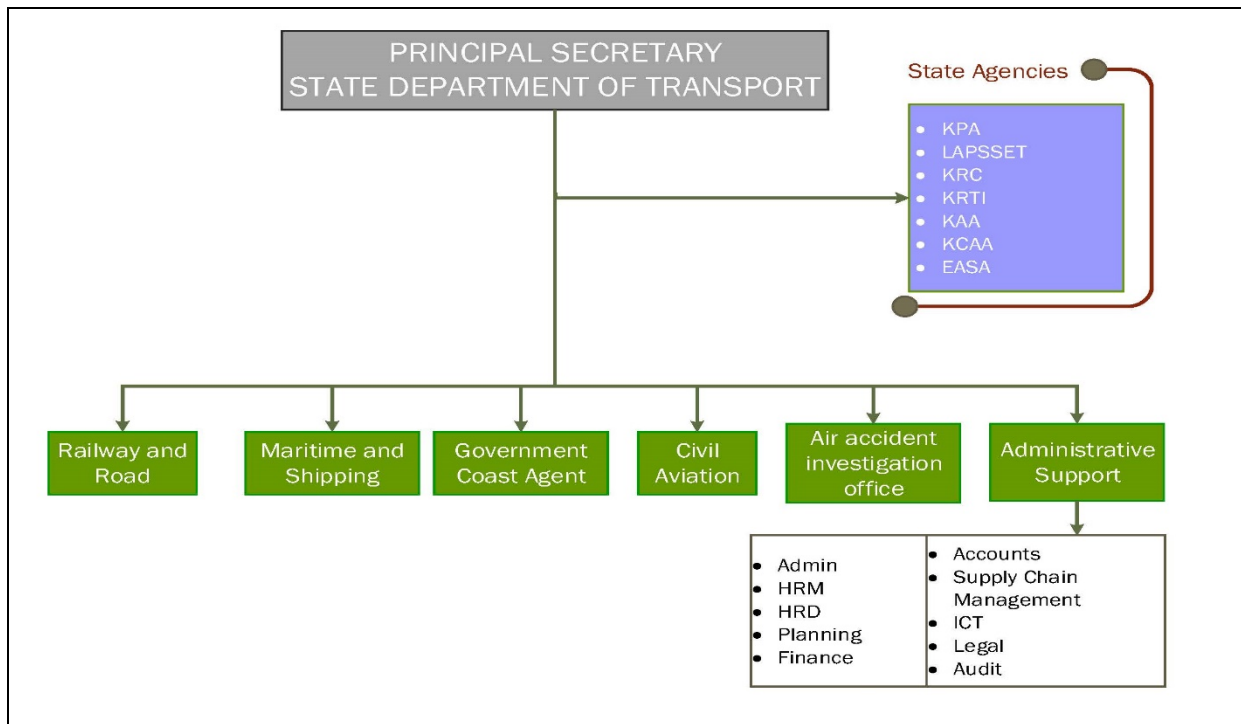 PRINCIPAL SECRETARY
STATE DEPARTMENT OF TRANSPORT
State Agencies
• KPA
• LAPSSET
• KRC
• KRTI
• KAA
• KCAA
• EASA
Railway and
Road
Maritime and
Shipping
Government
Coast Agent
Civil
Aviation
Air accident
investigation
office
Administrative
Support
• Admin
• HRM
• HRD
• Planning
• Finance
• Accounts
• Supply Chain
Management
• ICT
• Legal
• Audit